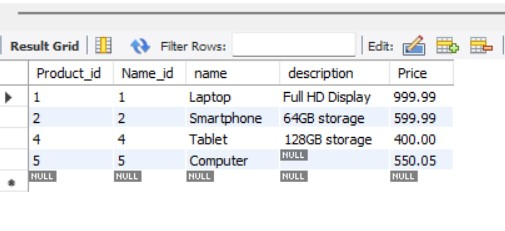 Result Grid Filter Rows: Edit:
Product_id Name_id name description Price
1 1 Laptop Full HD Display 999.99
2 2 Smartphone 64GB storage 599.99
4 4 Tablet 128GB storage 400.00
5 5 Computer NULL 550.05
NULL NULL NULL NULL NULL